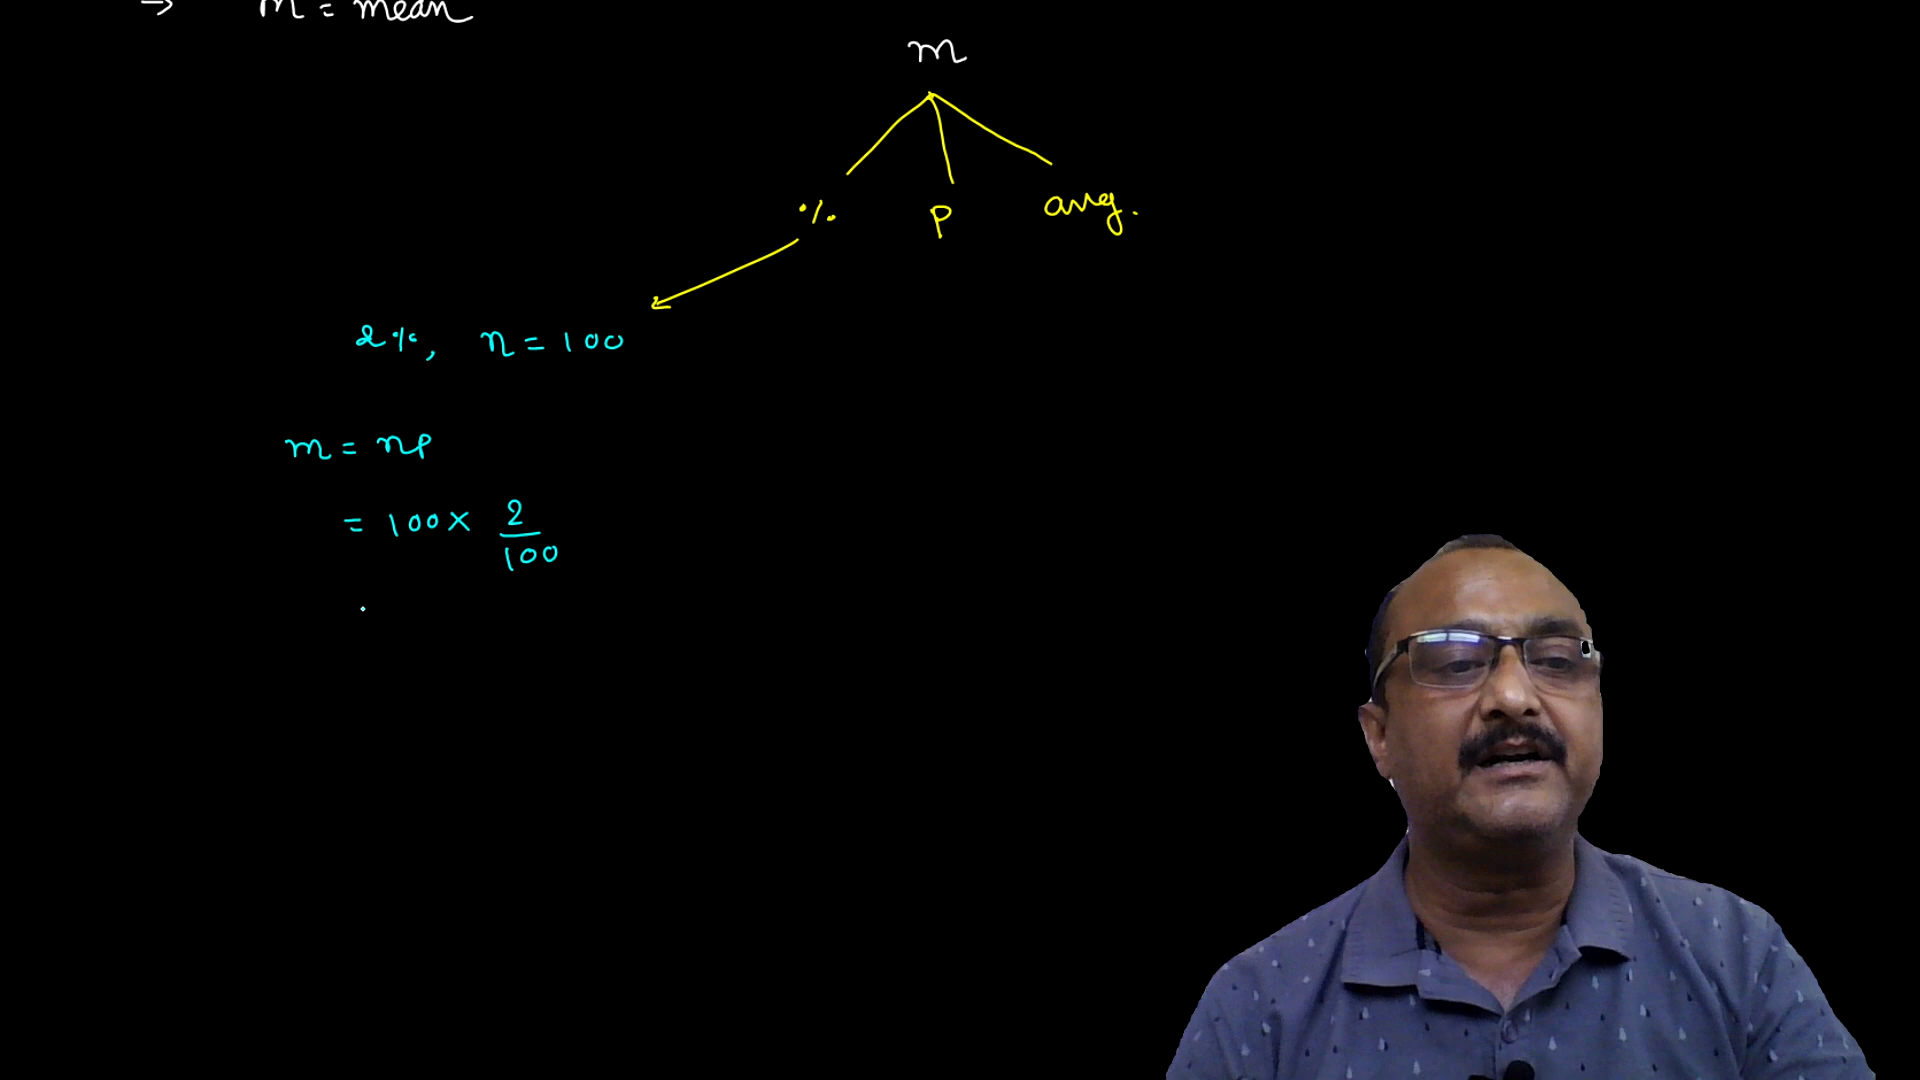 → m = mean
m
% P avg.
2%, n = 100
m = np
= 100 × 2/100